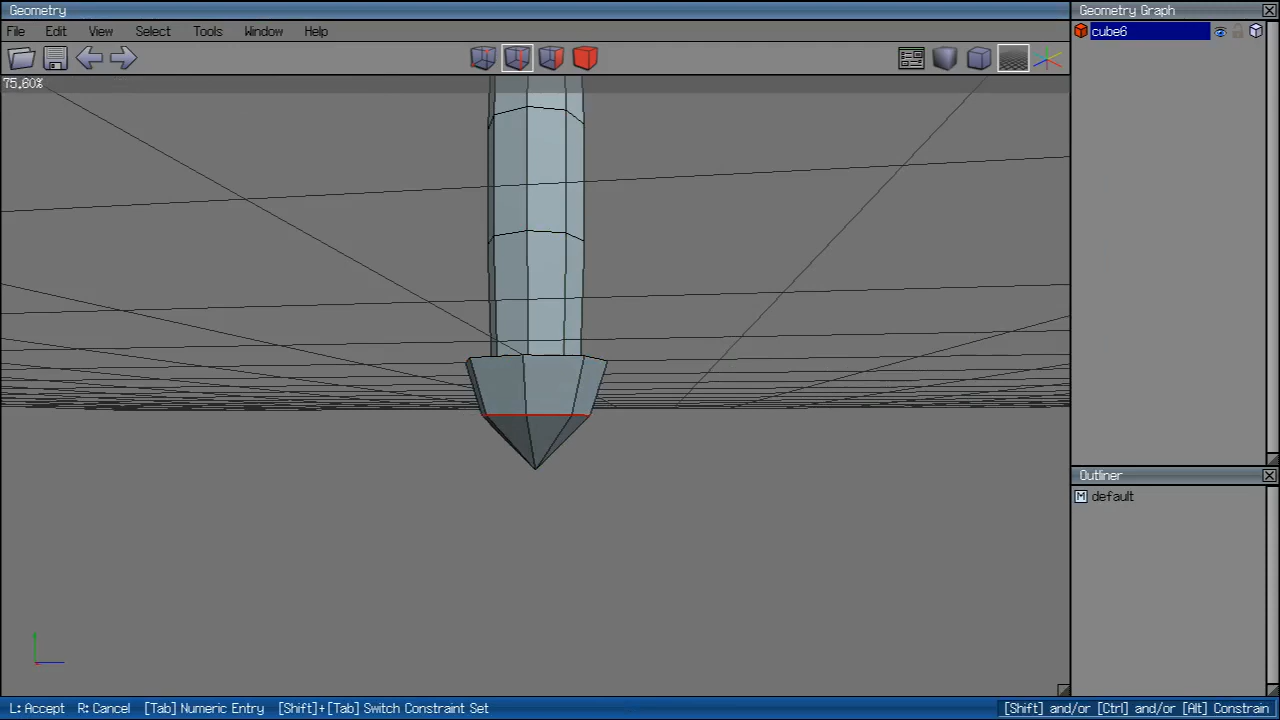 Geometry
File Edit View Select Tools Window Help
75.60%
Geometry Graph
cube6
Outliner
M default
L: Accept R: Cancel [Tab] Numeric Entry [Shift]+[Tab] Switch Constraint Set
[Shift] and/or [Ctrl] and/or [Alt] Constrain